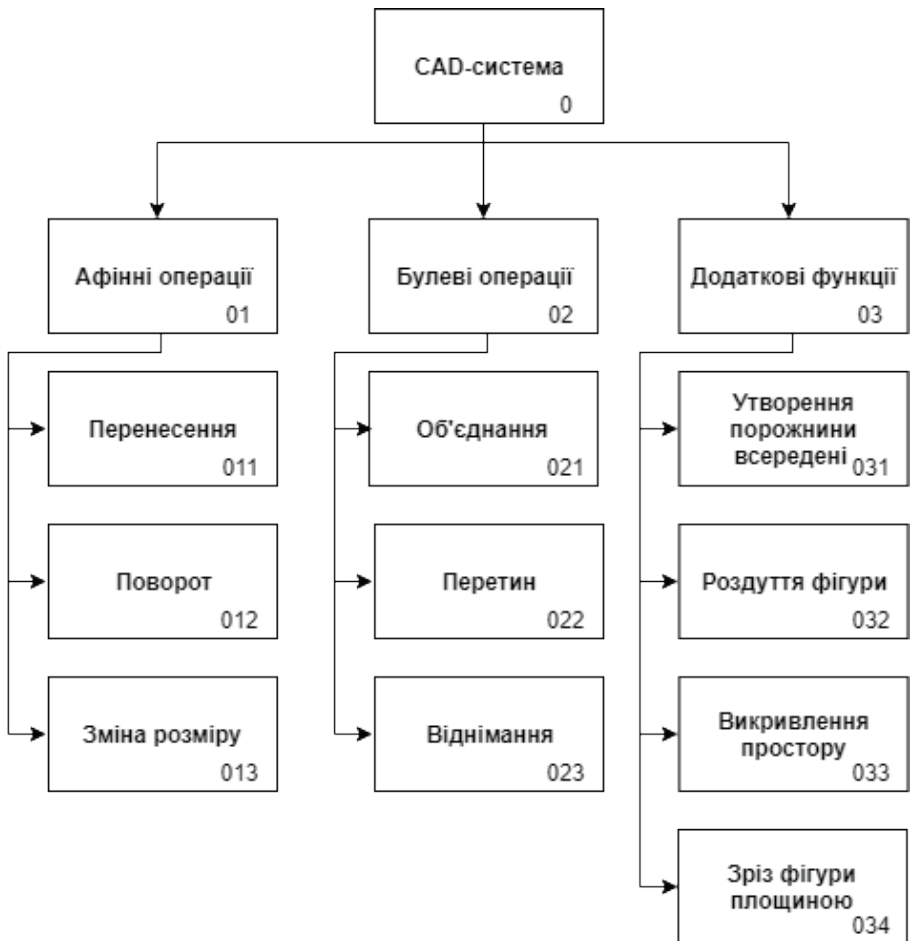 CAD-система
0
Афінні операції
01
Булеві операції
02
Додаткові функції
03
Перенесення
011
Поворот
012
Зміна розміру
013
Об'єднання
021
Перетин
022
Віднімання
023
Утворення
порожнини
всередені
031
Роздуття фігури
032
Викривлення
простору
033
Зріз фігури
площиною
034